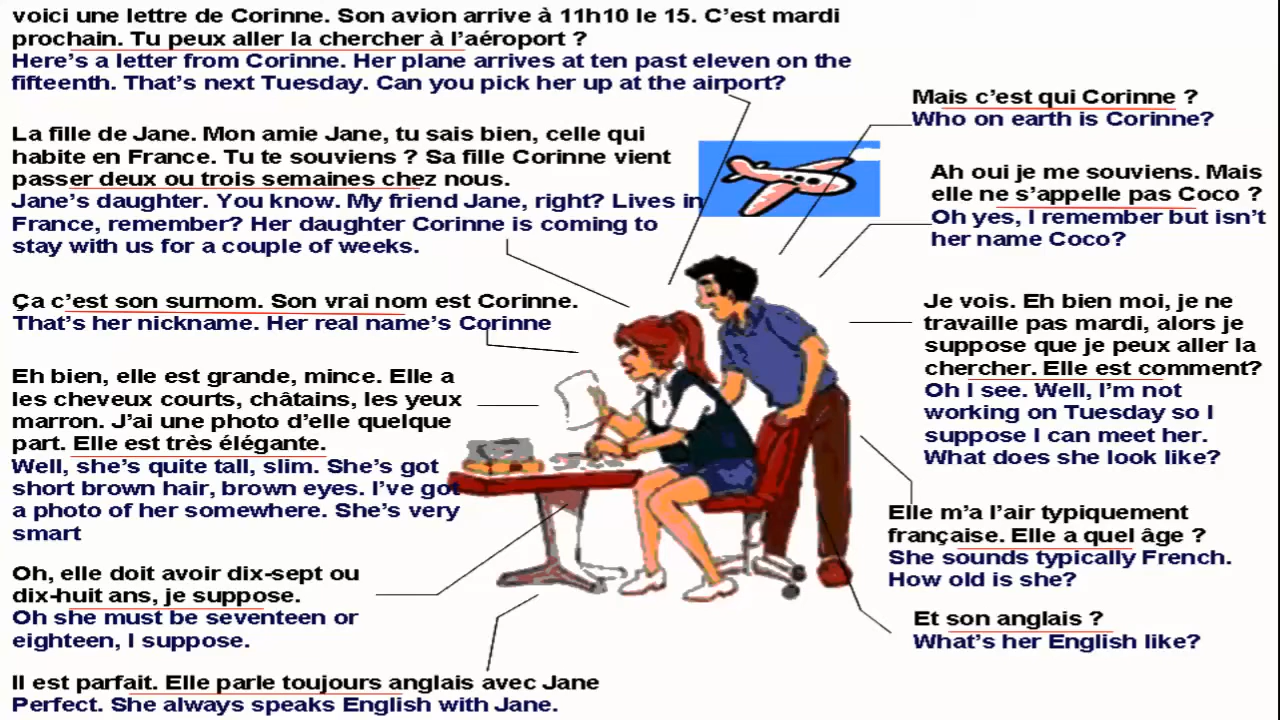 voici une lettre de Corinne. Son avion arrive à 11h10 le 15. C'est mardi
prochain. Tu peux aller la chercher à l'aéroport ?
Here's a letter from Corinne. Her plane arrives at ten past eleven on the
fifteenth. That's next Tuesday. Can you pick her up at the airport?
Mais c'est qui Corinne ?
Who on earth is Corinne?
La fille de Jane. Mon amie Jane, tu sais bien, celle qui
habite en France. Tu te souviens ? Sa fille Corinne vient
passer deux ou trois semaines chez nous.
Jane's daughter. You know. My friend Jane, right? Lives in
France, remember? Her daughter Corinne is coming to
stay with us for a couple of weeks.
Ah oui je me souviens. Mais
elle ne s'appelle pas Coco ?
Oh yes, I remember but isn't
her name Coco?
Ça c'est son surnom. Son vrai nom est Corinne.
That's her nickname. Her real name's Corinne
Je vois. Eh bien moi, je ne
travaille pas mardi, alors je
suppose que je peux aller la
chercher. Elle est comment?
Oh I see. Well, I'm not
working on Tuesday so I
suppose I can meet her.
What does she look like?
Eh bien, elle est grande, mince. Elle a
les cheveux courts, châtains, les yeux
marron. J'ai une photo d'elle quelque
part. Elle est très élégante.
Well, she's quite tall, slim. She's got
short brown hair, brown eyes. I've got
a photo of her somewhere. She's very
smart
Elle m'a l'air typiquement
française. Elle a quel âge ?
She sounds typically French.
How old is she?
Oh, elle doit avoir dix-sept ou
dix-huit ans, je suppose.
Oh she must be seventeen or
eighteen, I suppose.
Et son anglais ?
What's her English like?
Il est parfait. Elle parle toujours anglais avec Jane
Perfect. She always speaks English with Jane.